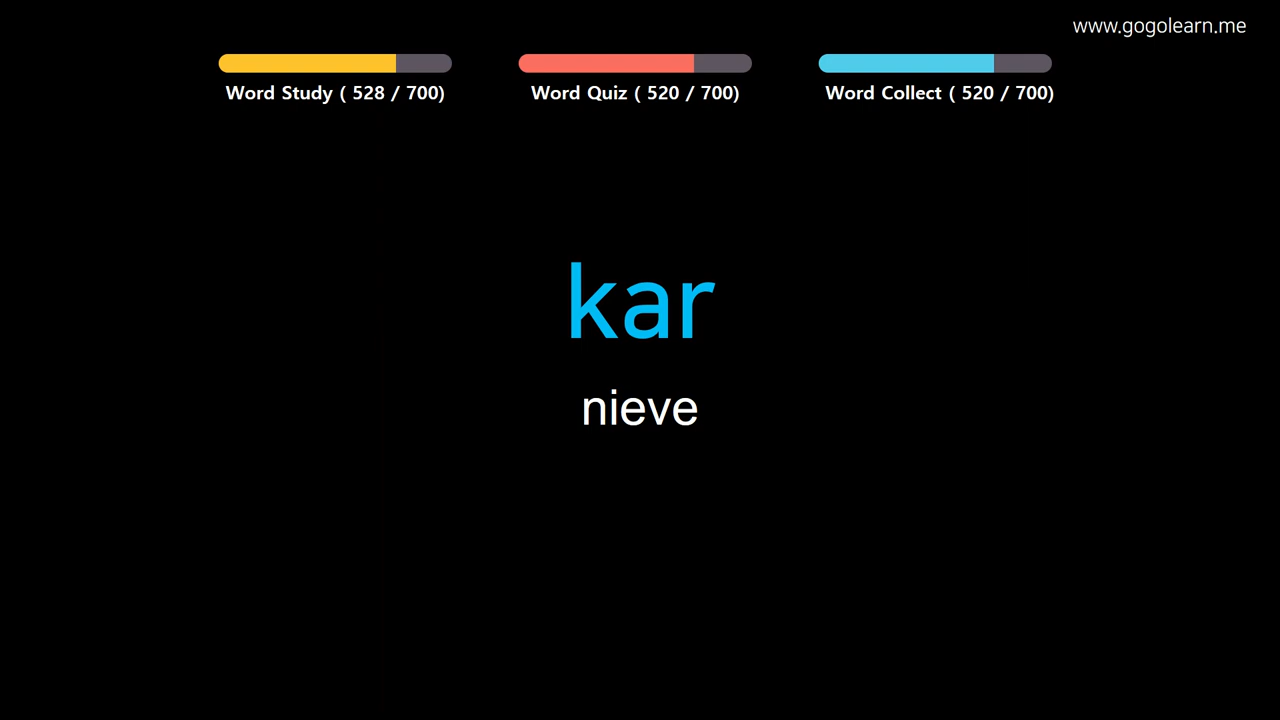 www.gogolearn.me
Word Study ( 528 / 700)
Word Quiz ( 520 / 700)
Word Collect ( 520 / 700)
kar
nieve